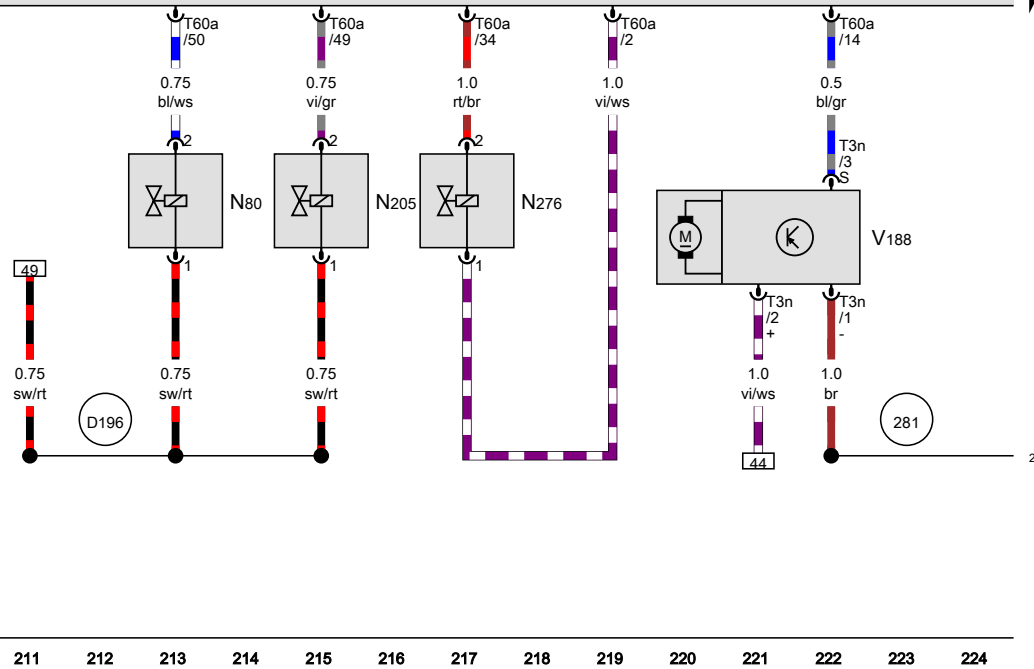 T60a
/50
T60a
/49
T60a
/34
T60a
/2
T60a
/14
0.75
bl/ws
0.75
vi/gr
1.0
rt/br
1.0
vi/ws
0.5
bl/gr
2
2
2
T3n
/3
S
N80
N205
N276
M
V188
1
1
1
49
T3n
/2
+
T3n
/1
-
0.75
sw/rt
0.75
sw/rt
0.75
sw/rt
1.0
vi/ws
1.0
br
D196
281
44
2
211 212 213 214 215 216 217 218 219 220 221 222 223 224